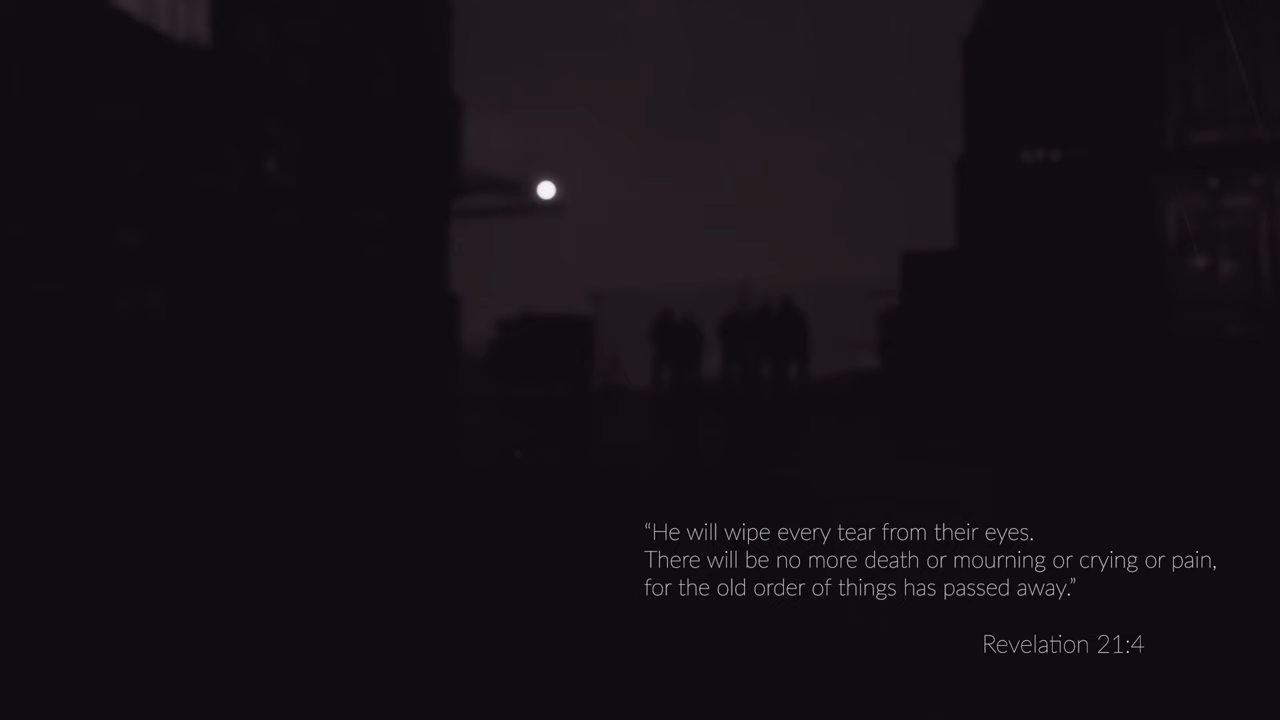 “He will wipe every tear from their eyes.
There will be no more death or mourning or crying or pain,
for the old order of things has passed away.”
Revelation 21:4